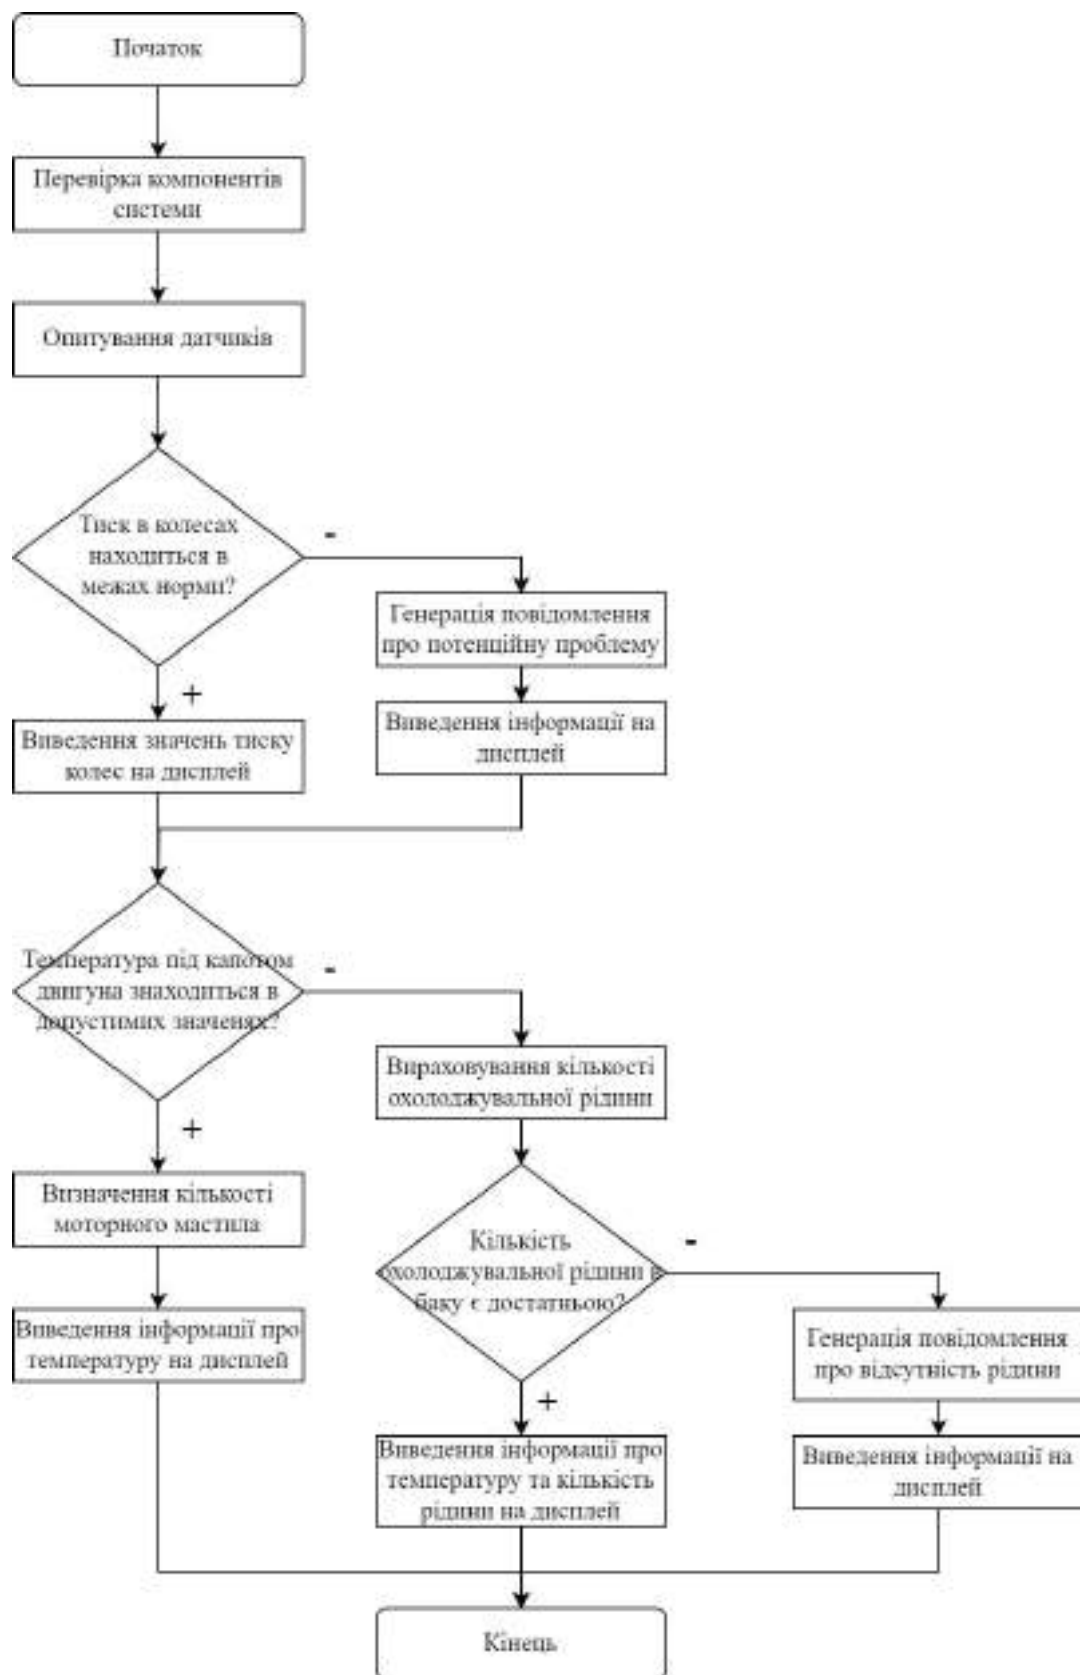 Початок
Перевірка компонентів
системи
Опитування датчиків
Тиск в колесах
находиться в
межах норми?
-
Генерація повідомлення
про потенційну проблему
+
Виведення інформації на
дисплей
Виведення значень тиску
колес на дисплей
Температура під капотом
двигуна знаходиться в
допустимих значенях?
-
Вираховування кількості
охолоджувальної рідини
+
Визначення кількості
моторного мастила
Кількість
охолоджувальної рідини в
баку є достатньою?
-
Виведення інформації про
температуру на дисплей
Генерація повідомлення
про відсутність рідини
+
Виведення інформації про
температуру та кількість
рідини на дисплей
Виведення інформації на
дисплей
Кінець